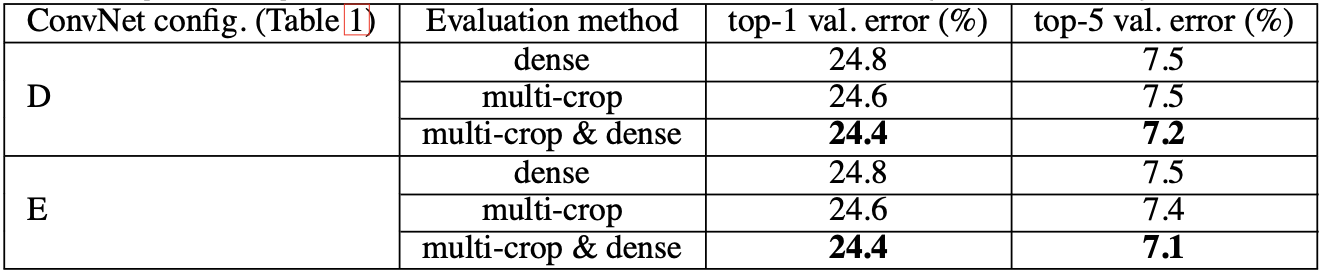 ConvNet config. (Table 1) Evaluation method top-1 val. error (%) top-5 val. error (%)
D
dense 24.8 7.5
multi-crop 24.6 7.5
multi-crop & dense 24.4 7.2
E
dense 24.8 7.5
multi-crop 24.6 7.4
multi-crop & dense 24.4 7.1